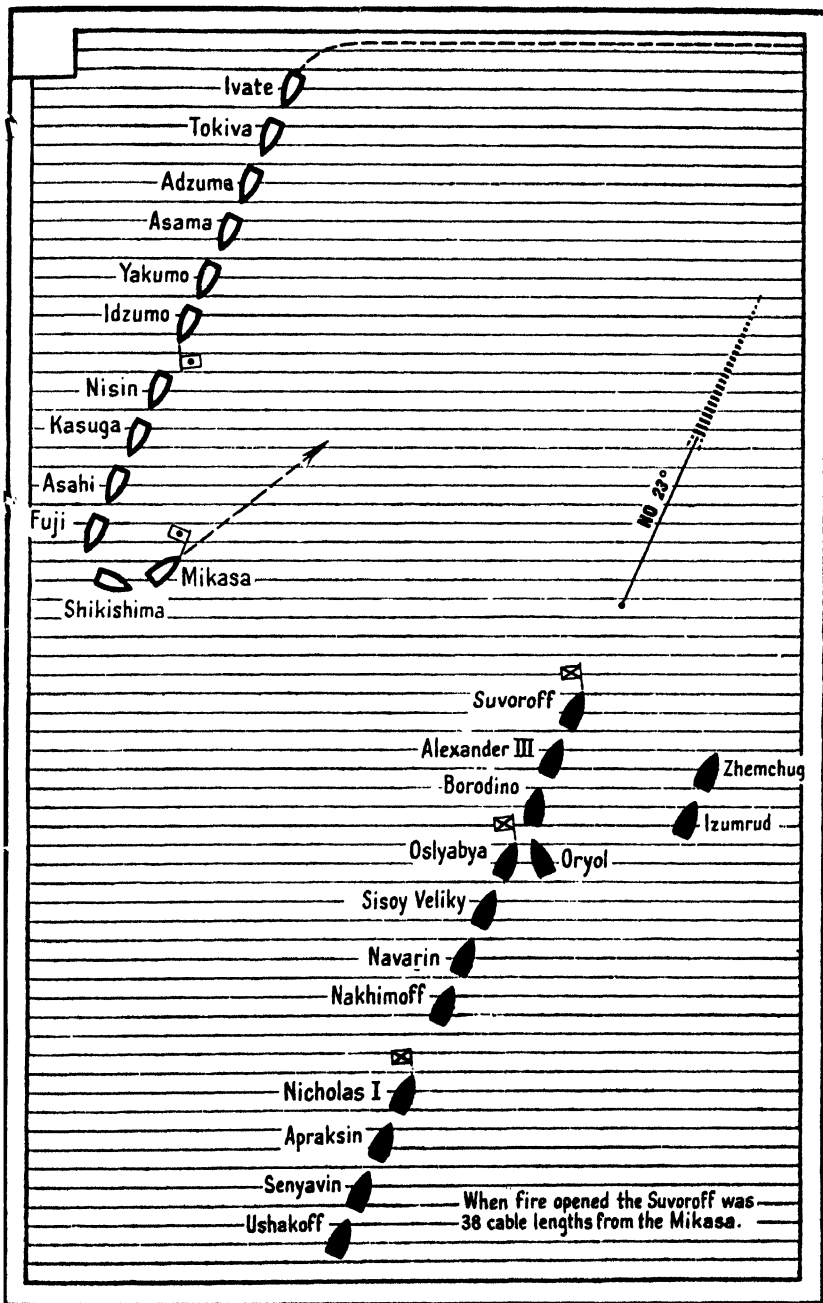 Ivate
Tokiva
Adzuma
Asama
Yakumo
Idzumo
Nisin
Kasuga
Asahi
Fuji
Mikasa
Shikishima
NO 23°
Suvoroff
Alexander III
Zhemchug
Borodino
Izumrud
Oslyabya
Oryol
Sisoy Veliky
Navarin
Nakhimoff
Nicholas I
Apraksin
Senyavin
Ushakoff
When fire opened the Suvoroff was
38 cable lengths from the Mikasa.